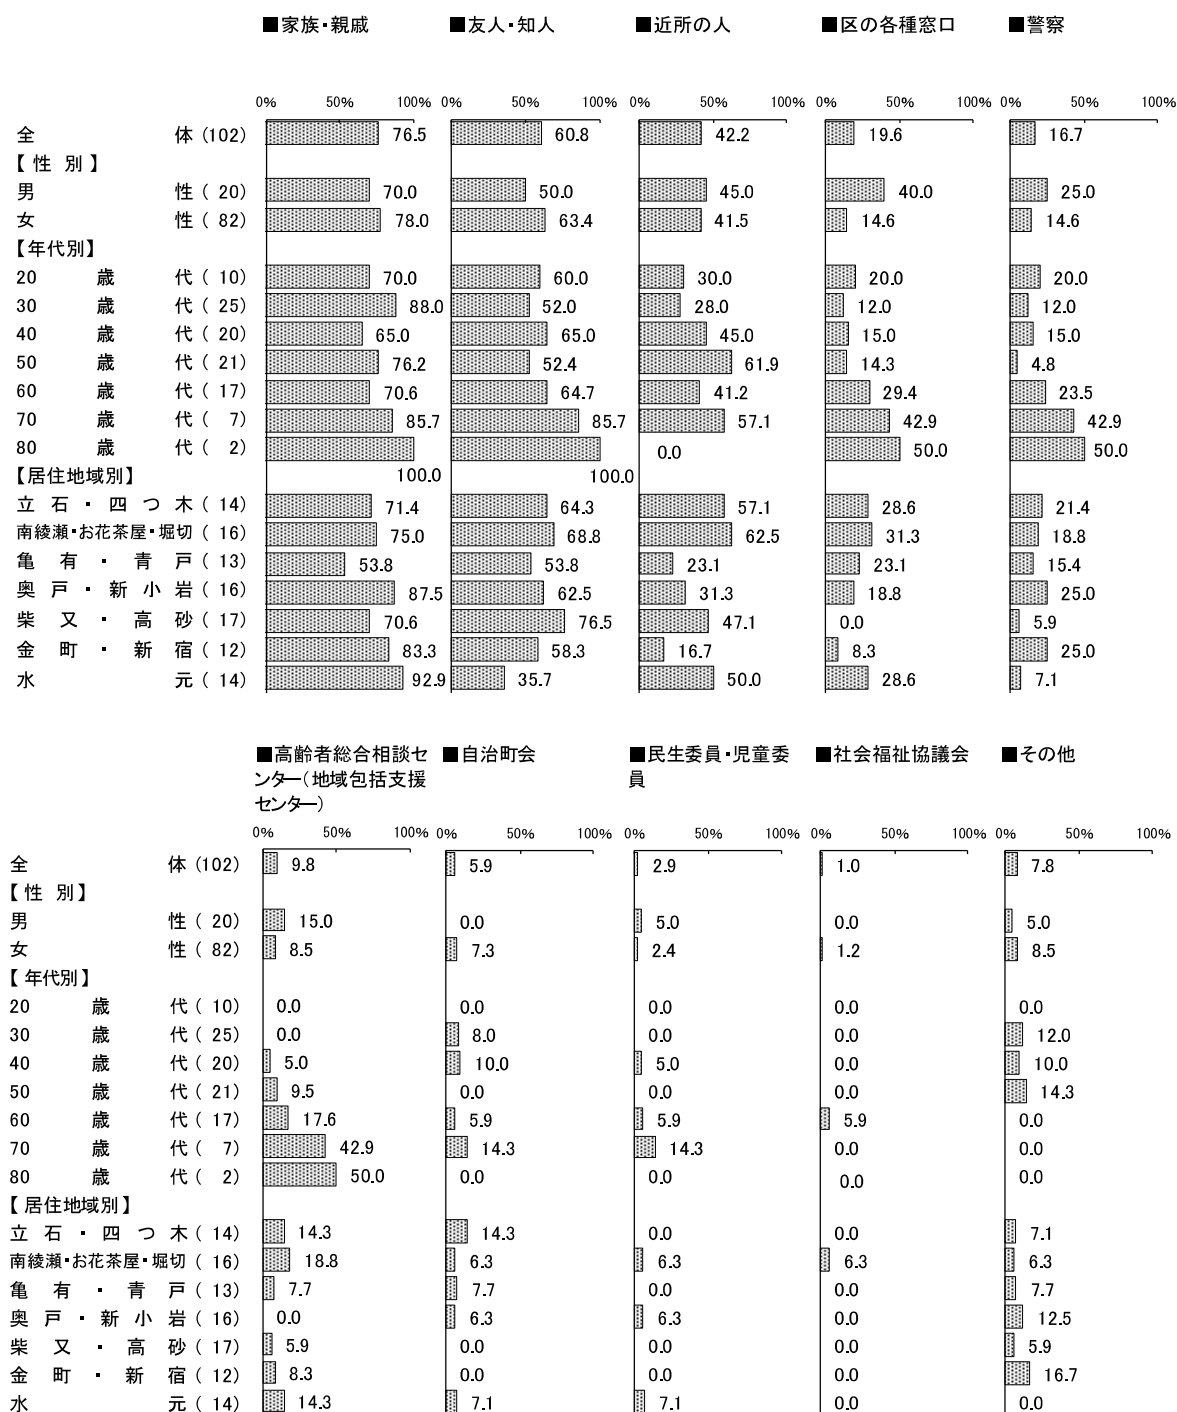 ■家族・親戚 ■友人・知人 ■近所の人 ■区の各種窓口 ■警察
0% 50% 100% 0% 50% 100% 0% 50% 100% 0% 50% 100% 0% 50% 100%
全体(102) 76.5 60.8 42.2 19.6 16.7
【性別】
男性( 20) 70.0 50.0 45.0 40.0 25.0
女性( 82) 78.0 63.4 41.5 14.6 14.6
【年代別】
20歳代( 10) 70.0 60.0 30.0 20.0 20.0
30歳代( 25) 88.0 52.0 28.0 12.0 12.0
40歳代( 20) 65.0 65.0 45.0 15.0 15.0
50歳代( 21) 76.2 52.4 61.9 14.3 4.8
60歳代( 17) 70.6 64.7 41.2 29.4 23.5
70歳代( 7) 85.7 85.7 57.1 42.9 42.9
80歳代( 2) 100.0 100.0 0.0 50.0 50.0
【居住地域別】
立石・四つ木( 14) 71.4 64.3 57.1 28.6 21.4
南綾瀬・お花茶屋・堀切( 16) 75.0 68.8 62.5 31.3 18.8
亀有・青戸( 13) 53.8 53.8 23.1 23.1 15.4
奥戸・新小岩( 16) 87.5 62.5 31.3 18.8 25.0
柴又・高砂( 17) 70.6 76.5 47.1 0.0 5.9
金町・新宿( 12) 83.3 58.3 16.7 8.3 25.0
水元( 14) 92.9 35.7 50.0 28.6 7.1
■高齢者総合相談セ ■自治町会 ■民生委員・児童委 ■社会福祉協議会 ■その他
ンター(地域包括支援 員
センター)
0% 50% 100% 0% 50% 100% 0% 50% 100% 0% 50% 100% 0% 50% 100%
全体(102) 9.8 5.9 2.9 1.0 7.8
【性別】
男性( 20) 15.0 0.0 5.0 0.0 5.0
女性( 82) 8.5 7.3 2.4 1.2 8.5
【年代別】
20歳代( 10) 0.0 0.0 0.0 0.0 0.0
30歳代( 25) 0.0 8.0 0.0 0.0 12.0
40歳代( 20) 5.0 10.0 5.0 0.0 10.0
50歳代( 21) 9.5 0.0 0.0 0.0 14.3
60歳代( 17) 17.6 5.9 5.9 5.9 0.0
70歳代( 7) 42.9 14.3 14.3 0.0 0.0
80歳代( 2) 50.0 0.0 0.0 0.0 0.0
【居住地域別】
立石・四つ木( 14) 14.3 14.3 0.0 0.0 7.1
南綾瀬・お花茶屋・堀切( 16) 18.8 6.3 6.3 6.3 6.3
亀有・青戸( 13) 7.7 7.7 0.0 0.0 7.7
奥戸・新小岩( 16) 0.0 6.3 6.3 0.0 12.5
柴又・高砂( 17) 5.9 0.0 0.0 0.0 5.9
金町・新宿( 12) 8.3 0.0 0.0 0.0 16.7
水元( 14) 14.3 7.1 7.1 0.0 0.0